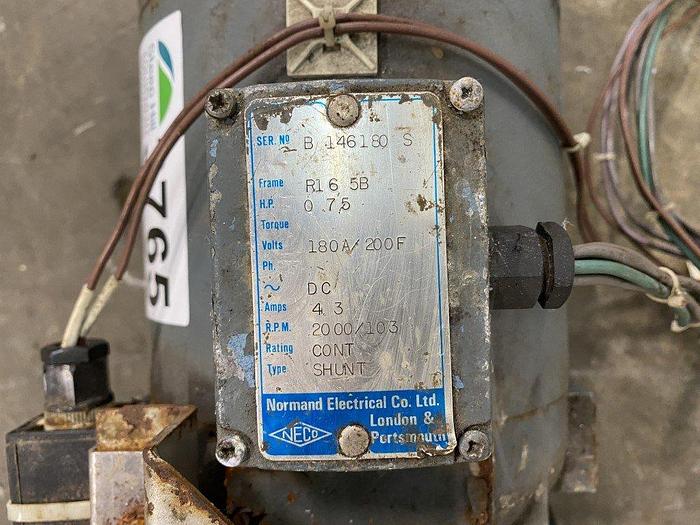 SER. No B 146180 S
Frame R16 5B
H.P. 0.75
Torque
Volts 180A/200F
Ph.
~ DC
Amps 4.3
R.P.M. 2000/103
Rating CONT
Type SHUNT
Normand Electrical Co. Ltd.
London &
NECo Portsmouth
765